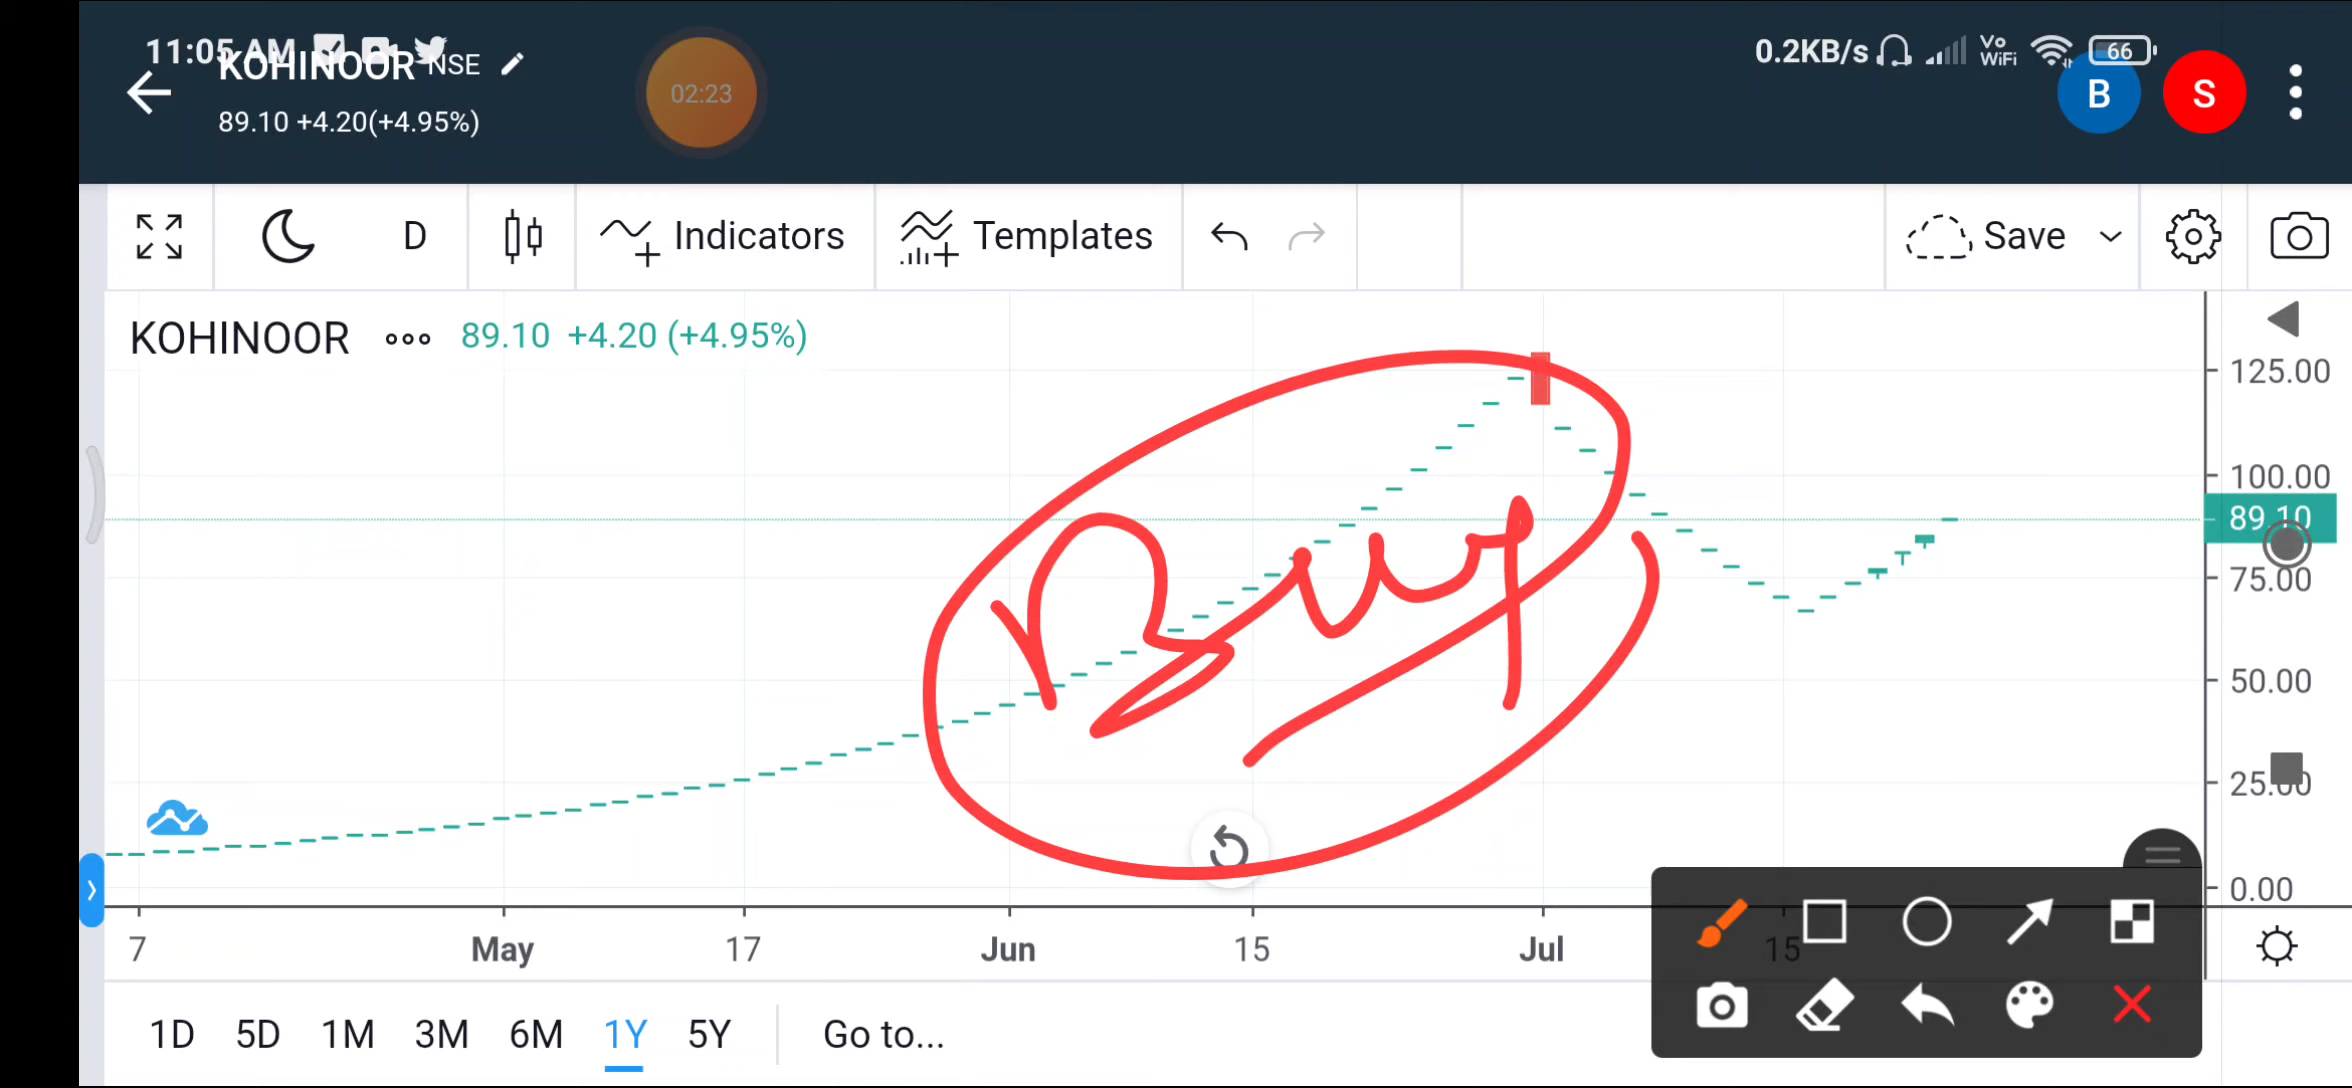 11:05 AM 0.2KB/s Vo WiFi 66
KOHINOOR NSE
89.10 +4.20(+4.95%)
02:23
B S
D Indicators Templates Save
KOHINOOR 89.10 +4.20 (+4.95%)
125.00
100.00
89.10
75.00
50.00
25.00
0.00
Buy
7 May 17 Jun 15 Jul 15
1D 5D 1M 3M 6M 1Y 5Y Go to...